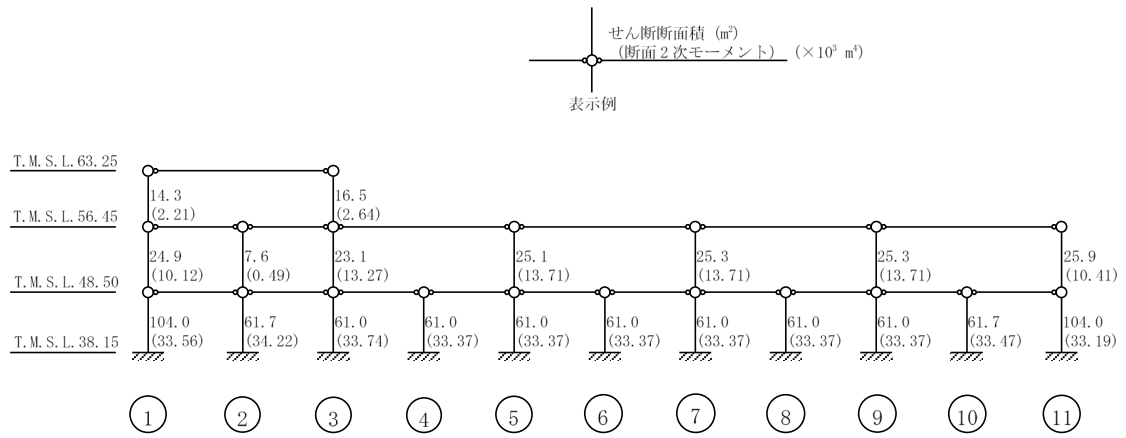 せん断断面積 (m²)
(断面2次モーメント) (×10³ m⁴)
表示例
T.M.S.L.63.25
14.3 16.5
(2.21) (2.64)
T.M.S.L.56.45
24.9 7.6 23.1 25.1 25.3 25.3 25.9
(10.12) (0.49) (13.27) (13.71) (13.71) (13.71) (10.41)
T.M.S.L.48.50
104.0 61.7 61.0 61.0 61.0 61.0 61.0 61.0 61.0 61.7 104.0
(33.56) (34.22) (33.74) (33.37) (33.37) (33.37) (33.37) (33.37) (33.37) (33.47) (33.19)
T.M.S.L.38.15
1 2 3 4 5 6 7 8 9 10 11